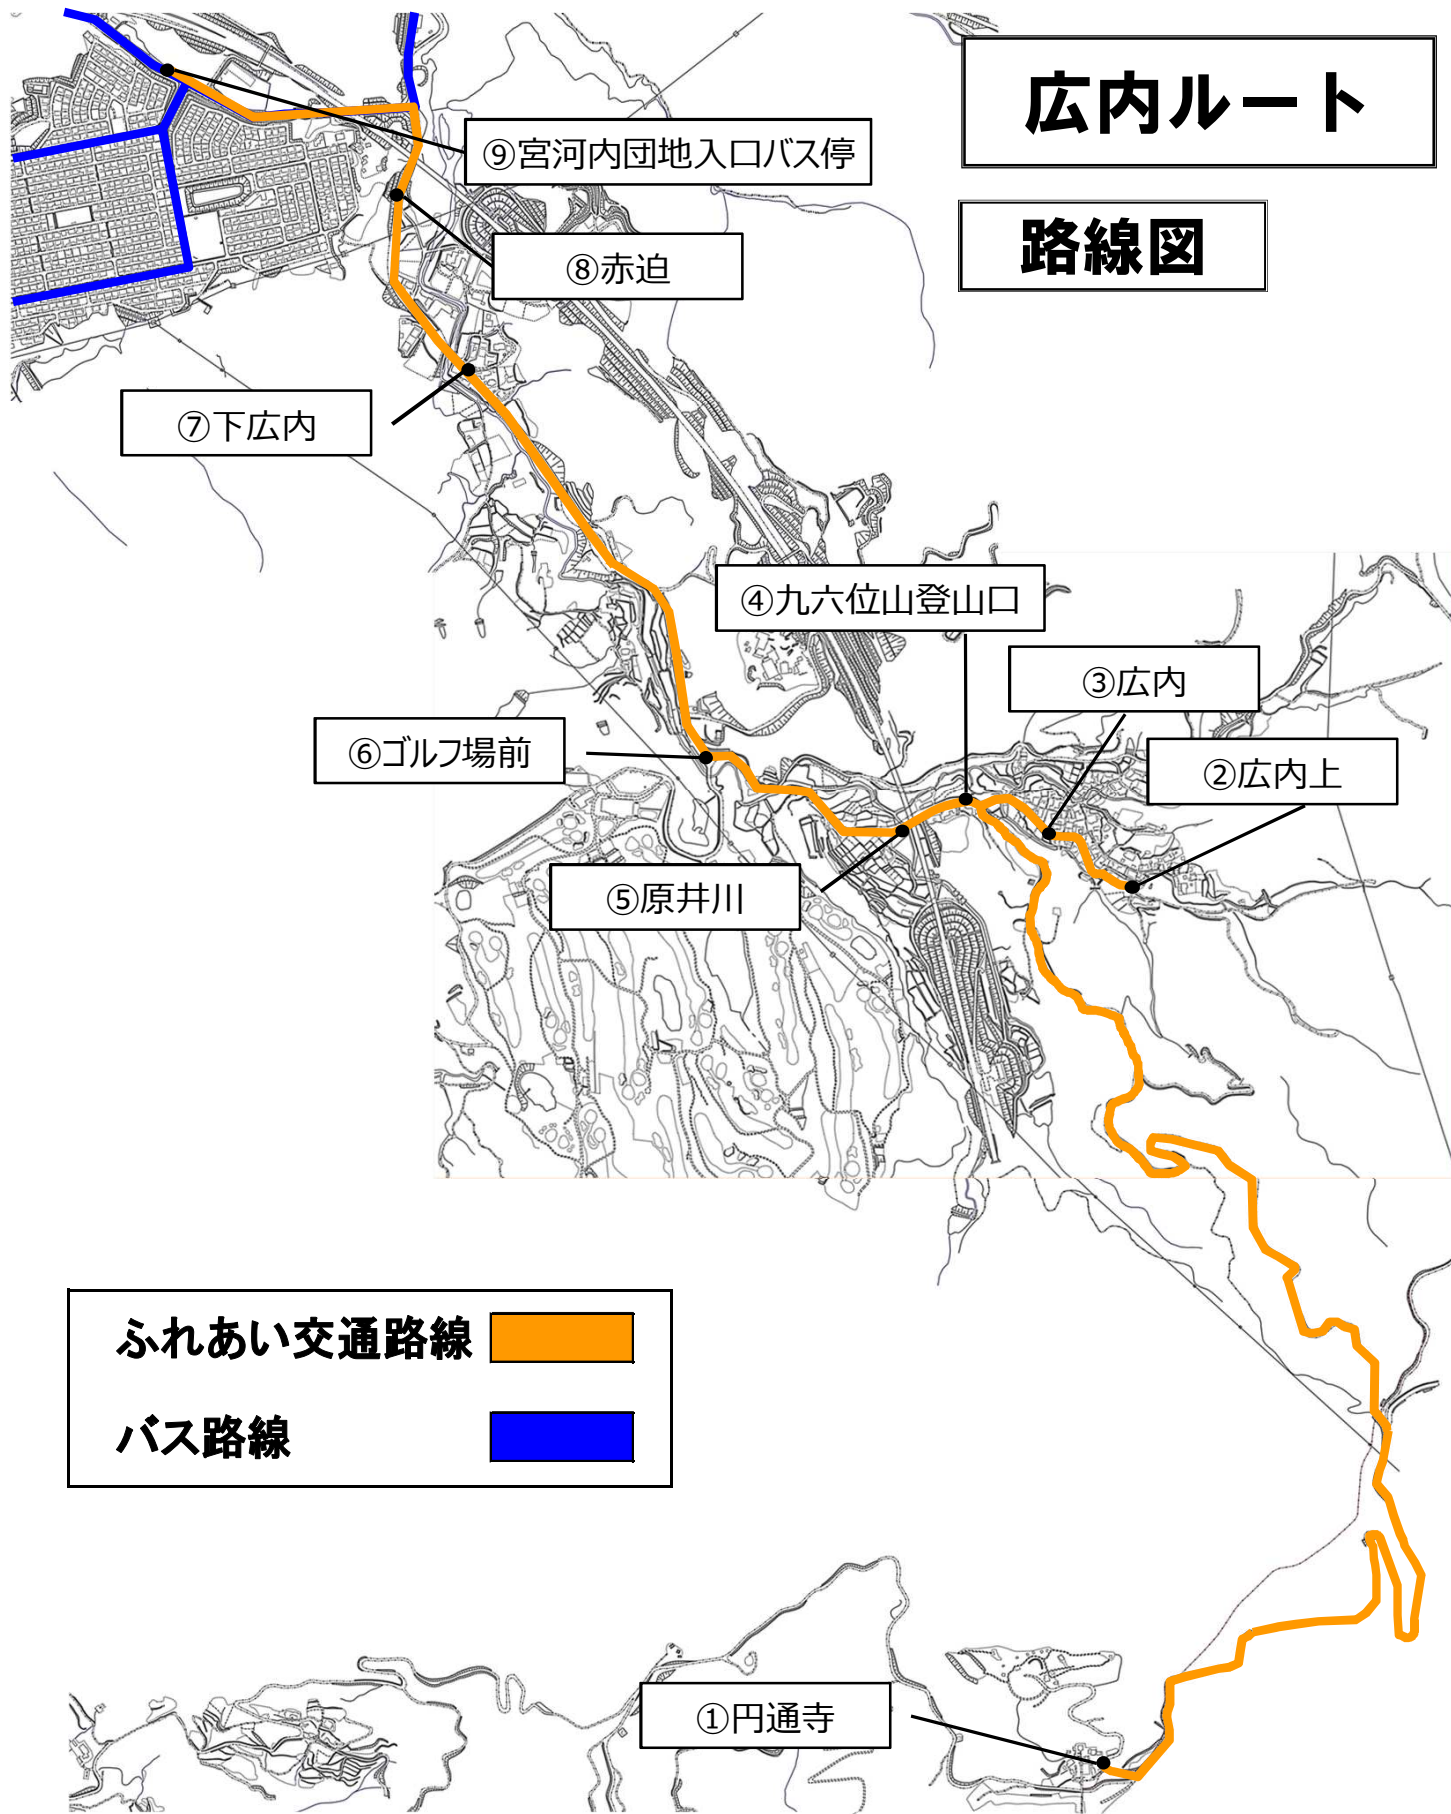 広内ルート
路線図
⑨宮河内団地入口バス停
⑧赤迫
⑦下広内
④九六位山登山口
③広内
②広内上
⑥ゴルフ場前
⑤原井川
ふれあい交通路線
バス路線
①円通寺